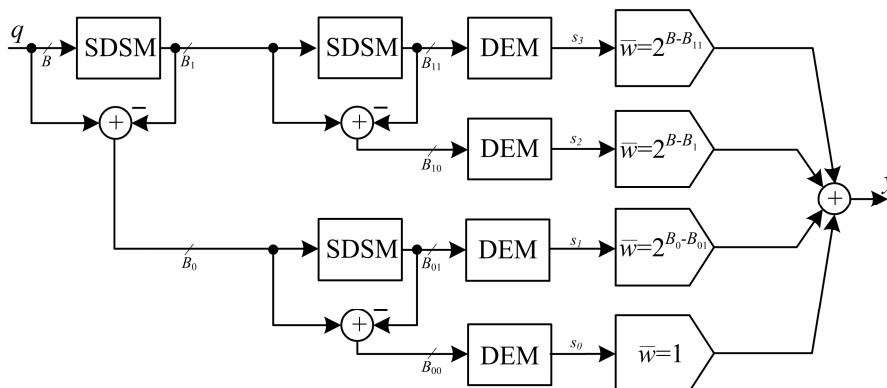 q
B
SDSM
B₁
SDSM
B₁₁
DEM
s₃
w̅=2^{B-B₁₁}
−
+
−
+
B₁₀
DEM
s₂
w̅=2^{B-B₁}
+
B₀
SDSM
B₀₁
DEM
s₁
w̅=2^{B₀-B₀₁}
−
+
B₀₀
DEM
s₀
w̅=1